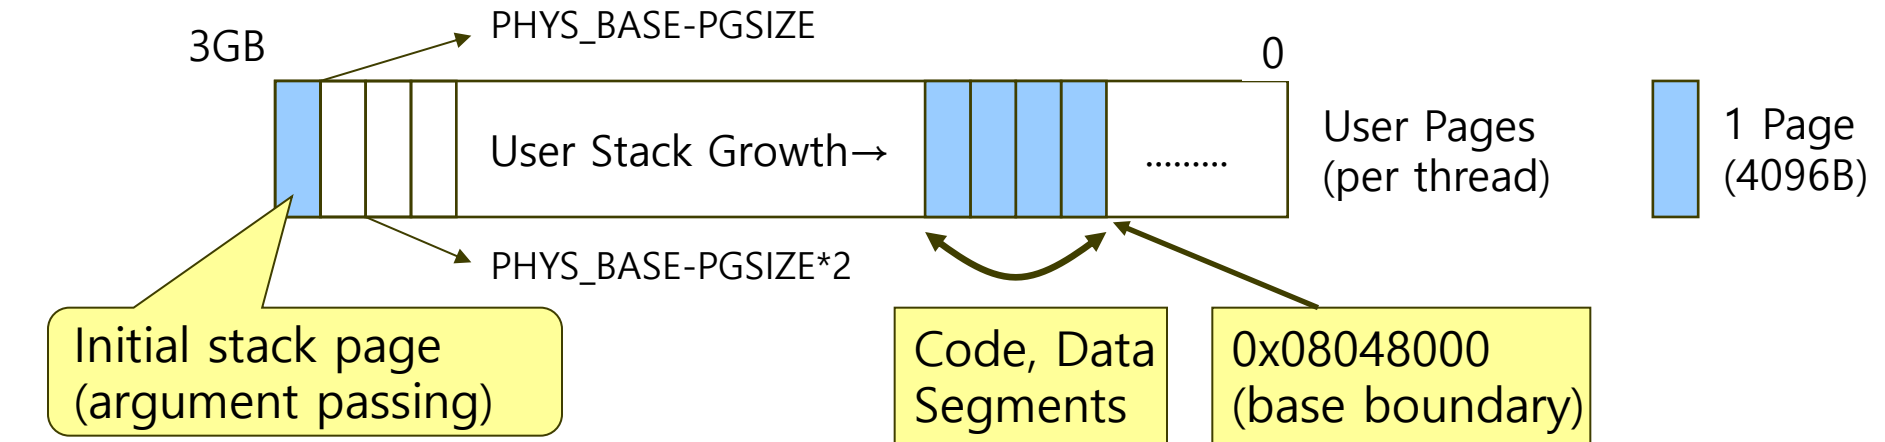 PHYS_BASE-PGSIZE
3GB
0
User Stack Growth→
.........
User Pages
(per thread)
1 Page
(4096B)
PHYS_BASE-PGSIZE*2
Initial stack page
(argument passing)
Code, Data
Segments
0x08048000
(base boundary)